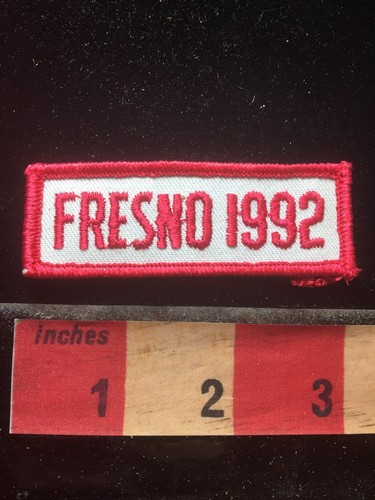 FRESNO 1992
inches
1 2 3